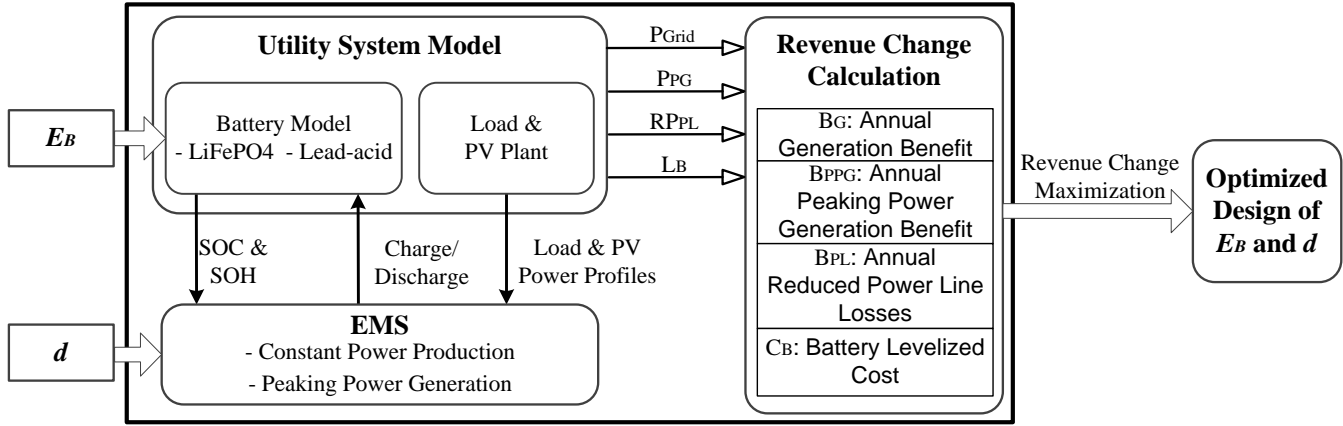 EB
d
Utility System Model
Battery Model
- LiFePO4 - Lead-acid
Load &
PV Plant
SOC &
SOH
Charge/
Discharge
Load & PV
Power Profiles
EMS
- Constant Power Production
- Peaking Power Generation
PGrid
PPG
RPPL
LB
Revenue Change
Calculation
BG: Annual
Generation Benefit
BPPG: Annual
Peaking Power
Generation Benefit
BPL: Annual
Reduced Power Line
Losses
CB: Battery Levelized
Cost
Revenue Change
Maximization
Optimized
Design of
EB and d